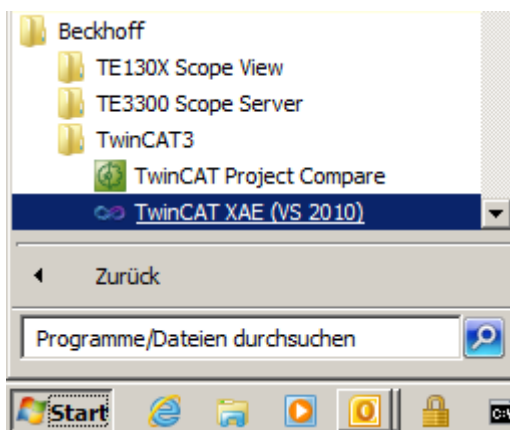 Beckhoff
TE130X Scope View
TE3300 Scope Server
TwinCAT3
TwinCAT Project Compare
TwinCAT XAE (VS 2010)
Zurück
Programme/Dateien durchsuchen
Start